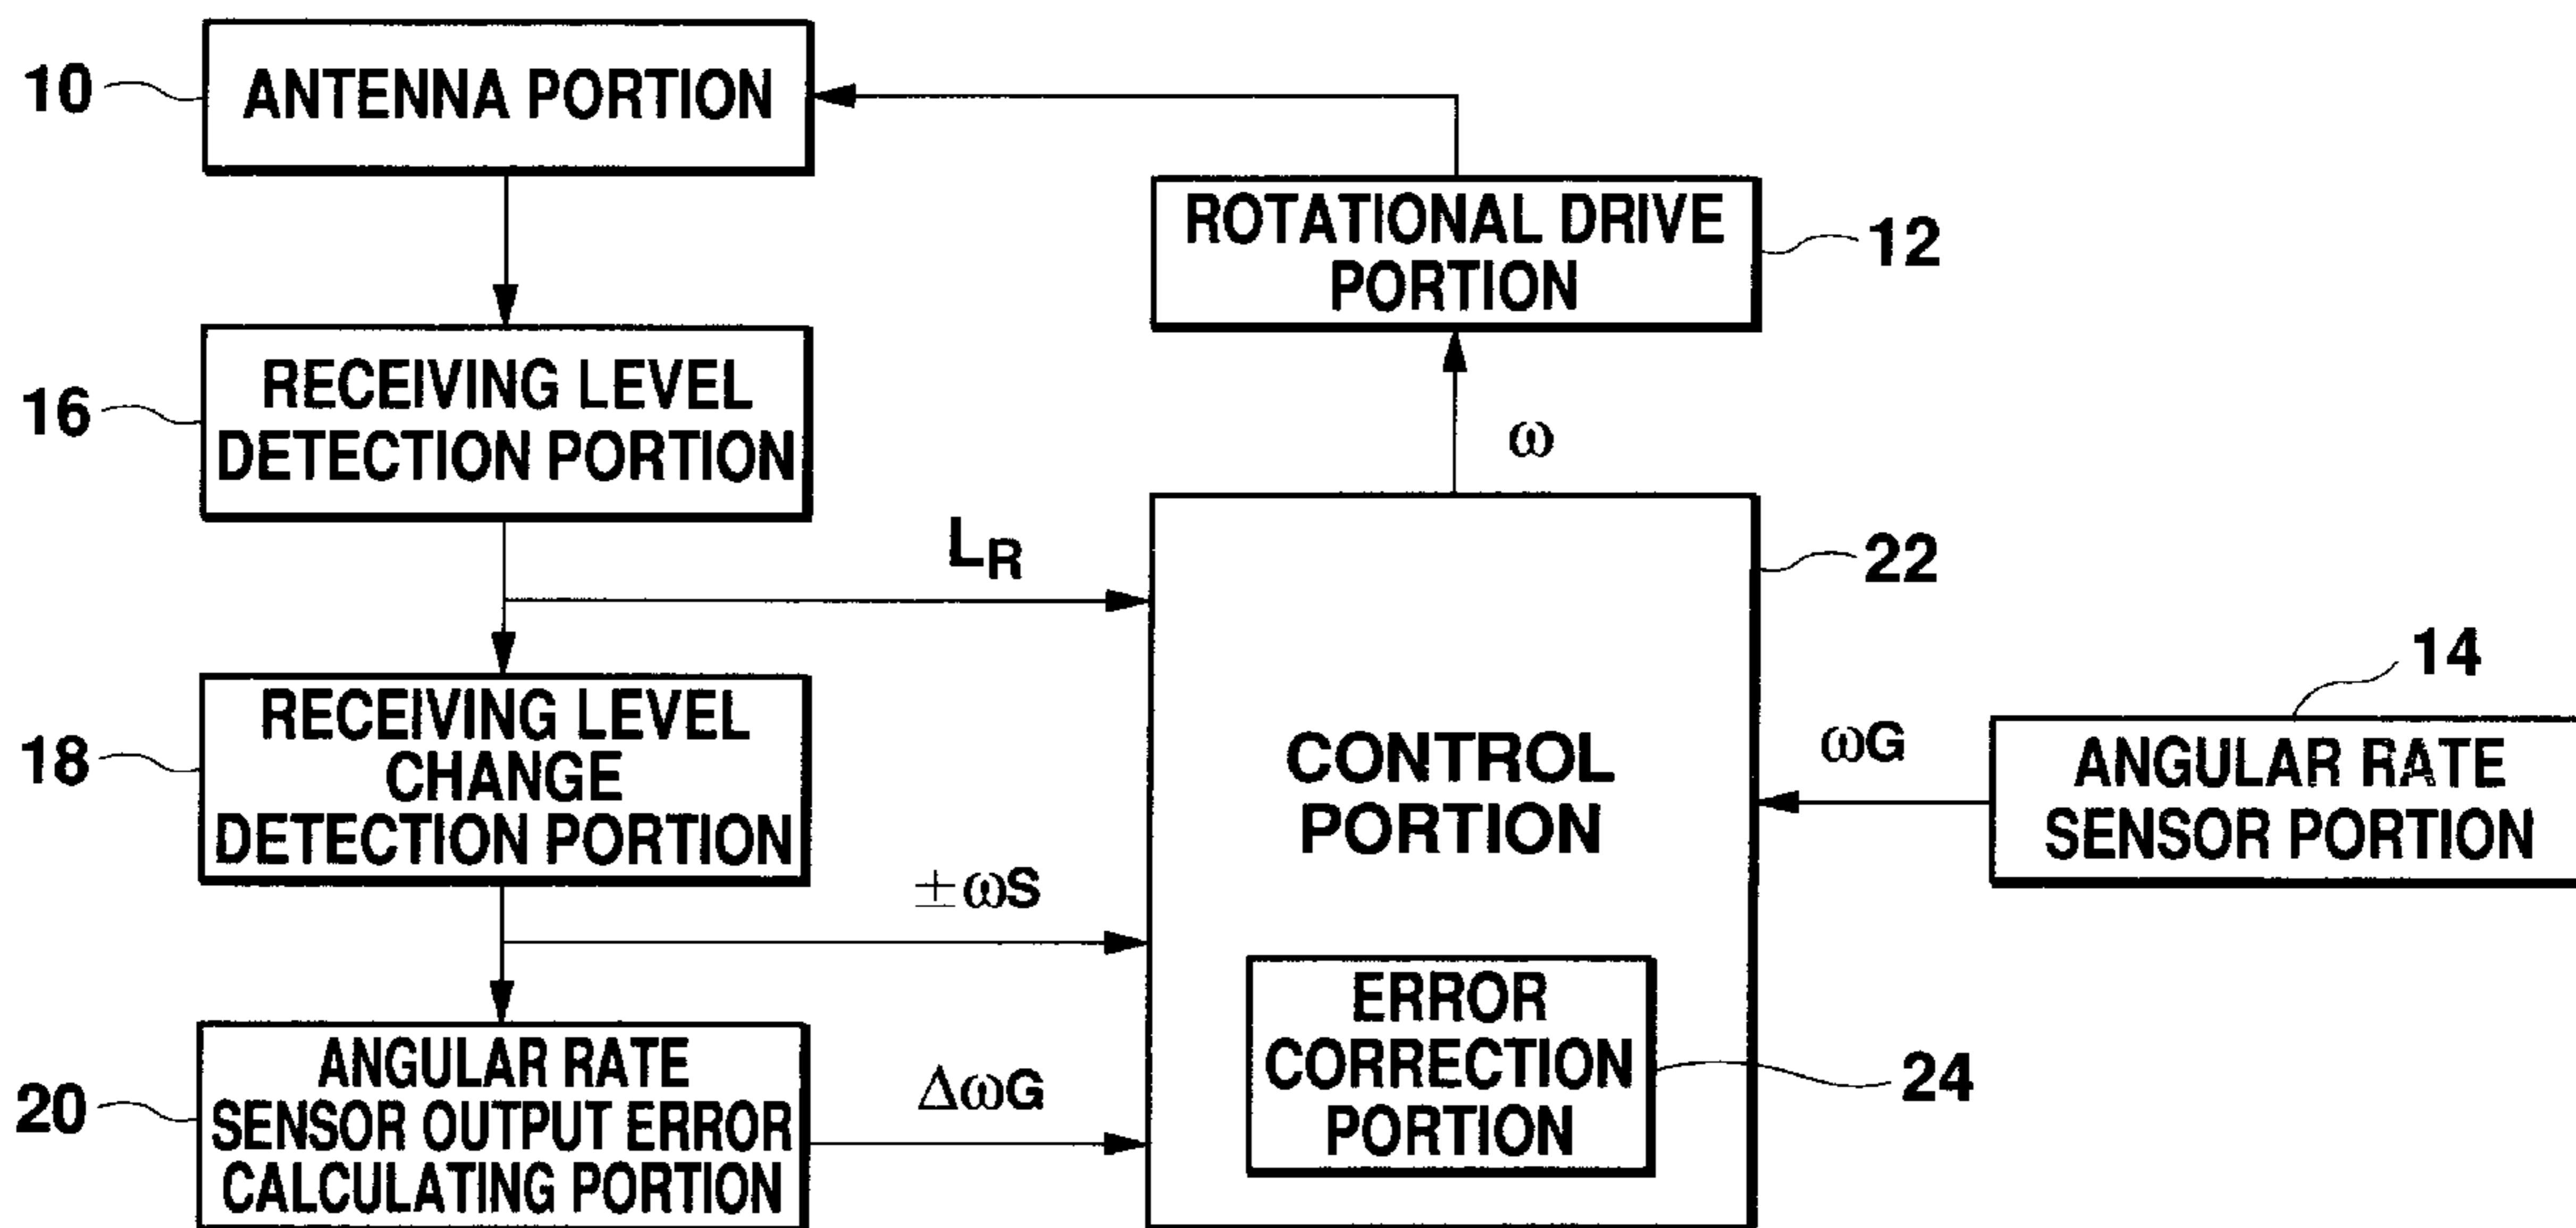 10
ANTENNA PORTION
ROTATIONAL DRIVE
PORTION
12
16
RECEIVING LEVEL
DETECTION PORTION
ω
L_R
22
14
18
RECEIVING LEVEL
CHANGE
DETECTION PORTION
CONTROL
PORTION
ωG
ANGULAR RATE
SENSOR PORTION
±ωS
20
ANGULAR RATE
SENSOR OUTPUT ERROR
CALCULATING PORTION
ΔωG
ERROR
CORRECTION
PORTION
24